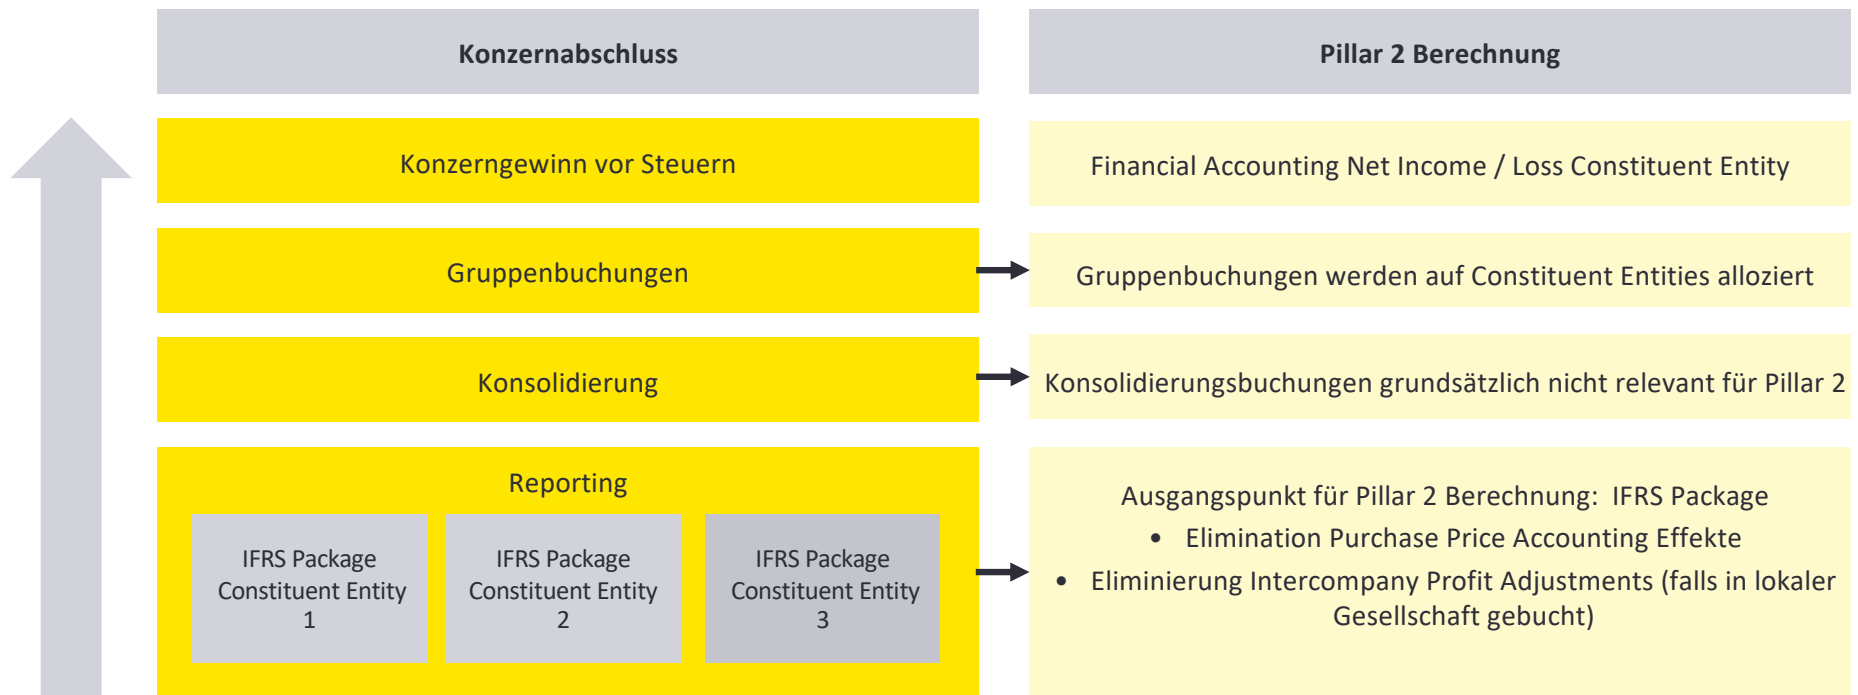 Konzernabschluss
Pillar 2 Berechnung
Konzerngewinn vor Steuern
Financial Accounting Net Income / Loss Constituent Entity
Gruppenbuchungen
Gruppenbuchungen werden auf Constituent Entities alloziert
Konsolidierung
Konsolidierungsbuchungen grundsätzlich nicht relevant für Pillar 2
Reporting
IFRS Package
Constituent Entity
1
IFRS Package
Constituent Entity
2
IFRS Package
Constituent Entity
3
Ausgangspunkt für Pillar 2 Berechnung: IFRS Package
• Elimination Purchase Price Accounting Effekte
• Eliminierung Intercompany Profit Adjustments (falls in lokaler
Gesellschaft gebucht)